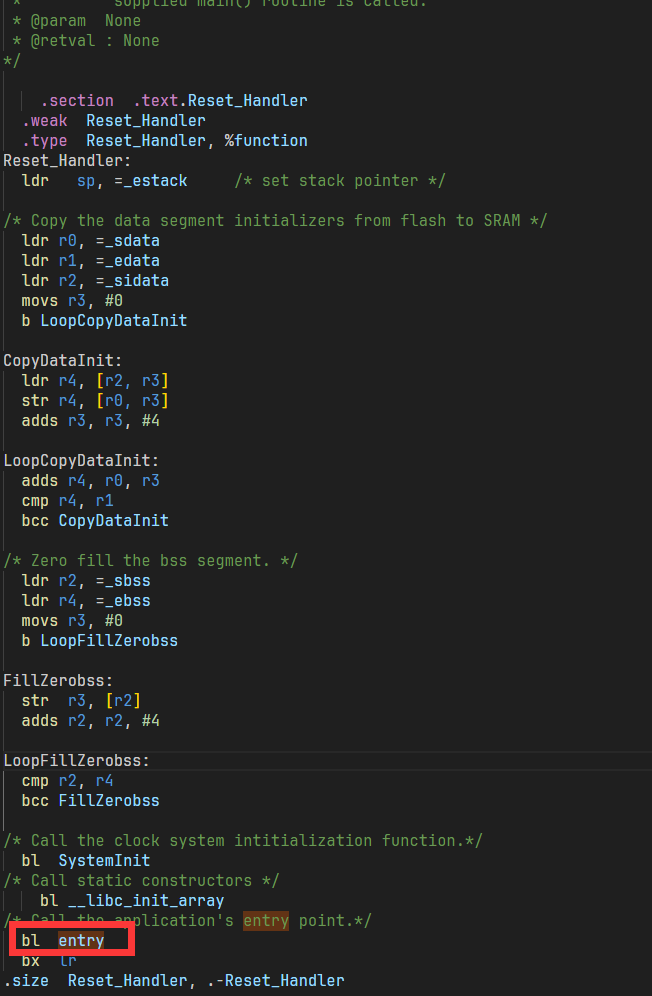 * supplied main() routine is called.
* @param  None
* @retval : None
*/
.section  .text.Reset_Handler
.weak  Reset_Handler
.type  Reset_Handler, %function
Reset_Handler:
ldr   sp, =_estack     /* set stack pointer */
/* Copy the data segment initializers from flash to SRAM */
ldr r0, =_sdata
ldr r1, =_edata
ldr r2, =_sidata
movs r3, #0
b LoopCopyDataInit
CopyDataInit:
ldr r4, [r2, r3]
str r4, [r0, r3]
adds r3, r3, #4
LoopCopyDataInit:
adds r4, r0, r3
cmp r4, r1
bcc CopyDataInit
/* Zero fill the bss segment. */
ldr r2, =_sbss
ldr r4, =_ebss
movs r3, #0
b LoopFillZerobss
FillZerobss:
str  r3, [r2]
adds r2, r2, #4
LoopFillZerobss:
cmp r2, r4
bcc FillZerobss
/* Call the clock system intitialization function.*/
bl  SystemInit
/* Call static constructors */
bl __libc_init_array
/* Call the application's entry point.*/
bl  entry
bx  lr
.size  Reset_Handler, .-Reset_Handler